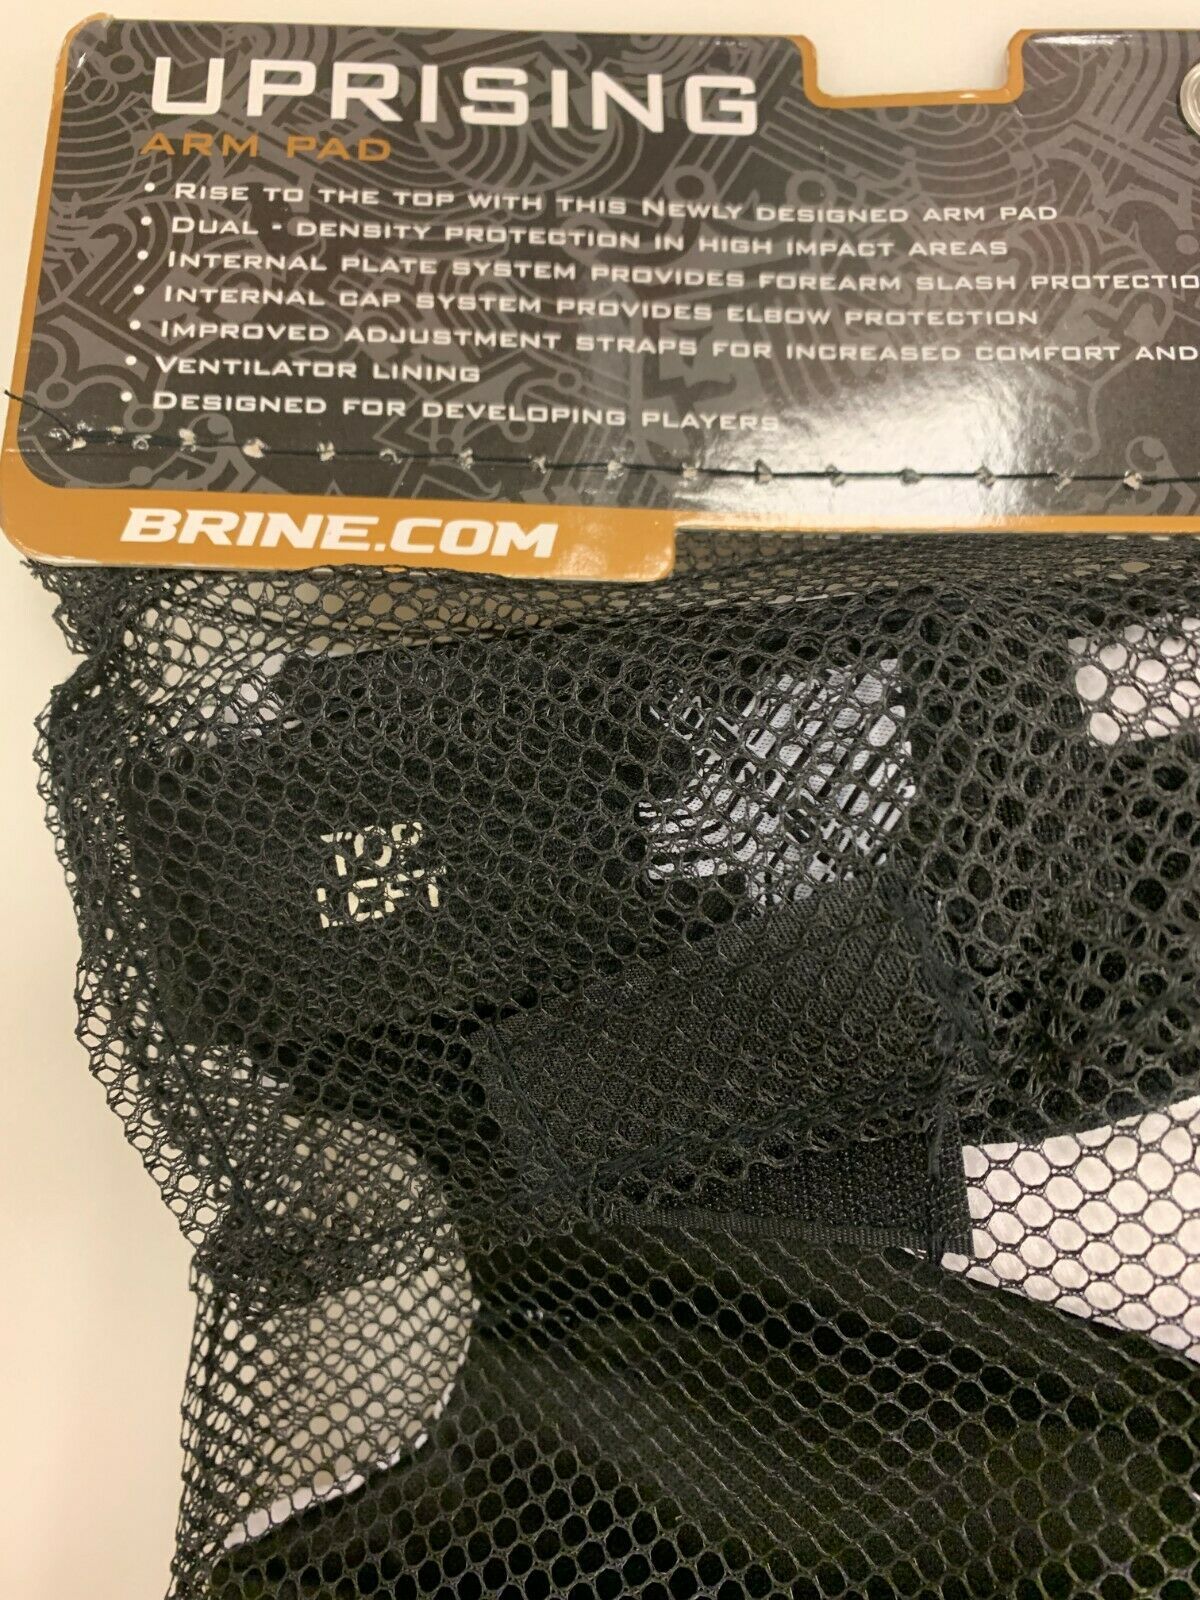 UPRISING
ARM PAD
• RISE TO THE TOP WITH THIS NEWLY DESIGNED ARM PAD
• DUAL - DENSITY PROTECTION IN HIGH IMPACT AREAS
• INTERNAL PLATE SYSTEM PROVIDES FOREARM SLASH PROTECTIO
• INTERNAL CAP SYSTEM PROVIDES ELBOW PROTECTION
• IMPROVED ADJUSTMENT STRAPS FOR INCREASED COMFORT AND
• VENTILATOR LINING
• DESIGNED FOR DEVELOPING PLAYERS
BRINE.COM
TOP
LEFT